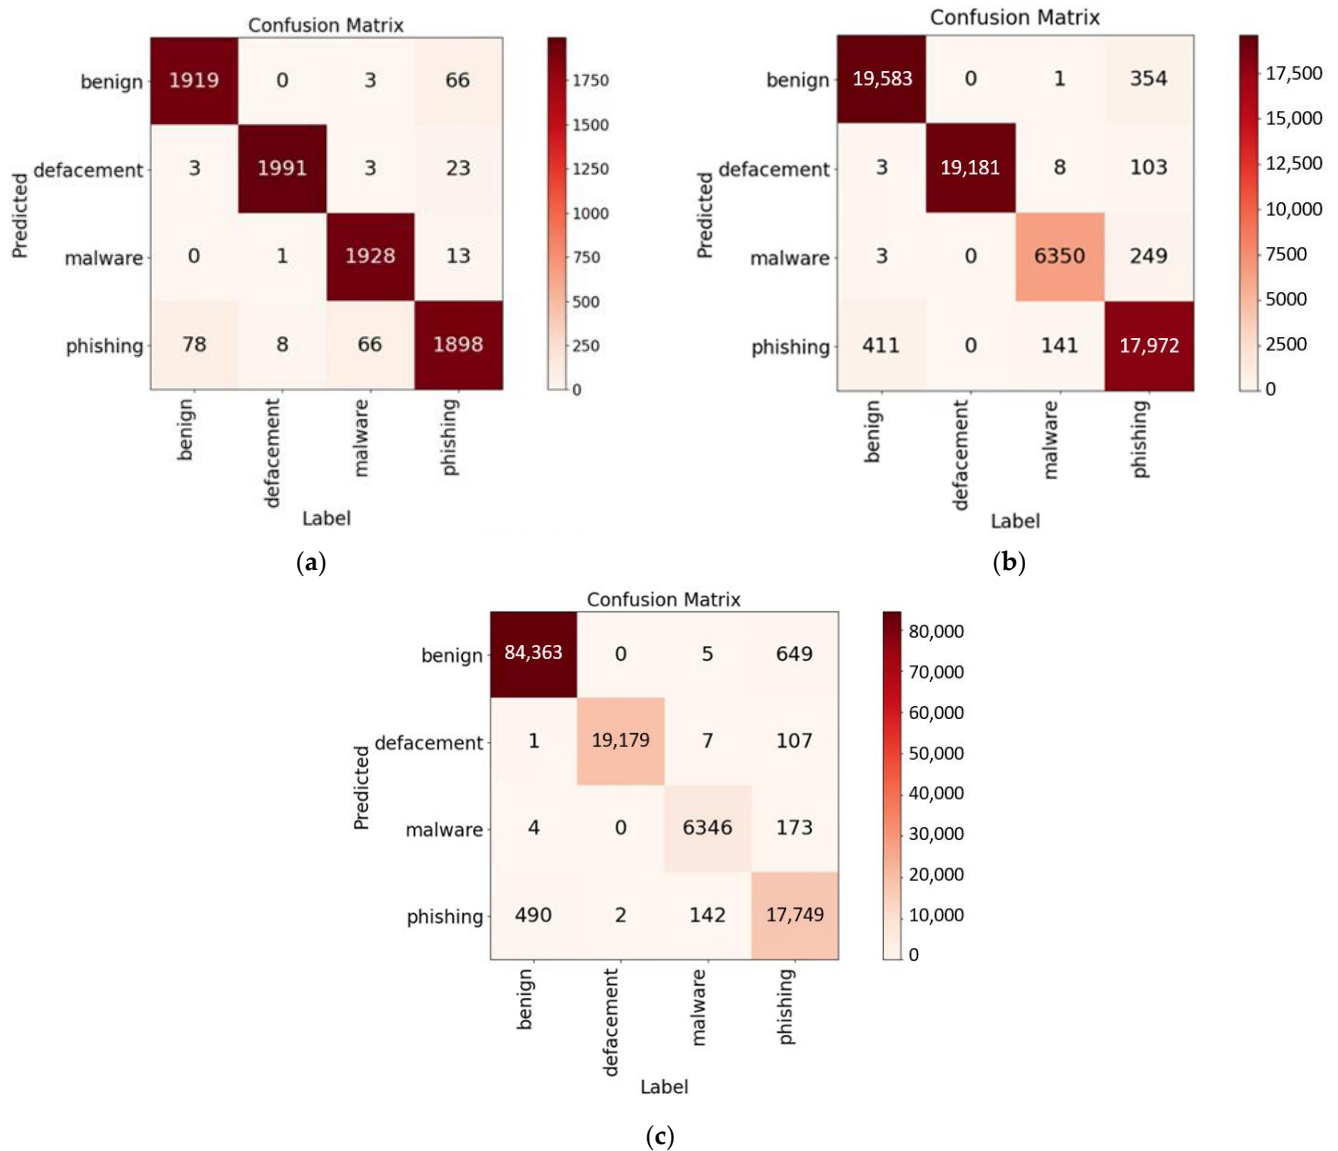 Confusion Matrix
benign 1919 0 3 66
defacement 3 1991 3 23
malware 0 1 1928 13
phishing 78 8 66 1898
Predicted
benign defacement malware phishing
Label
1750
1500
1250
1000
750
500
250
0
(a)
Confusion Matrix
benign 19,583 0 1 354
defacement 3 19,181 8 103
malware 3 0 6350 249
phishing 411 0 141 17,972
Predicted
benign defacement malware phishing
Label
17,500
15,000
12,500
10,000
7500
5000
2500
0
(b)
Confusion Matrix
benign 84,363 0 5 649
defacement 1 19,179 7 107
malware 4 0 6346 173
phishing 490 2 142 17,749
Predicted
benign defacement malware phishing
Label
80,000
70,000
60,000
50,000
40,000
30,000
20,000
10,000
0
(c)